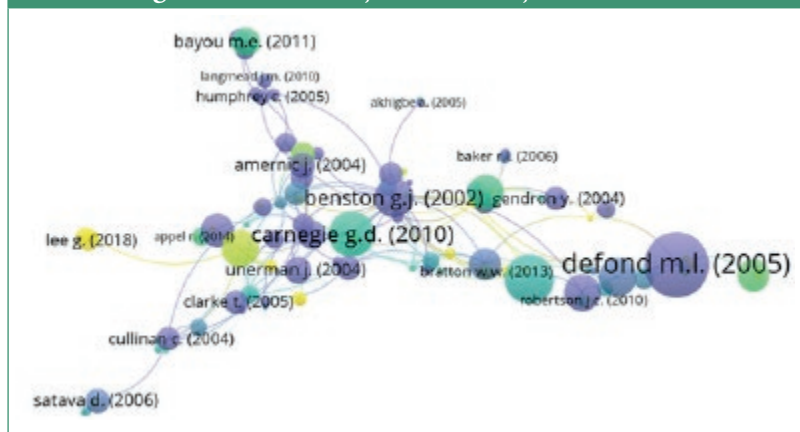 bayou m.e. (2011)
langmead j.m. (2010)
humphrey c. (2005)
akhigbe a. (2005)
baker r.l. (2006)
amernic j. (2004)
benston g.j. (2002)
gendron y. (2004)
lee g. (2018)
appel r. (2014)
carnegie g.d. (2010)
unerman j. (2004)
bratton w.w. (2013)
defond m.l. (2005)
clarke t. (2005)
robertson j.c. (2010)
cullinan c. (2004)
satava d. (2006)